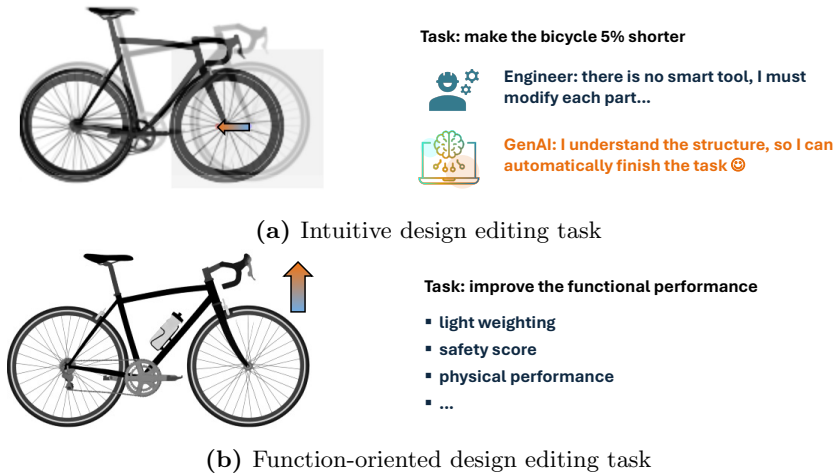 Task: make the bicycle 5% shorter
Engineer: there is no smart tool, I must
modify each part...
GenAI: I understand the structure, so I can
automatically finish the task ☺
(a) Intuitive design editing task
Task: improve the functional performance
▪ light weighting
▪ safety score
▪ physical performance
▪ ...
(b) Function-oriented design editing task